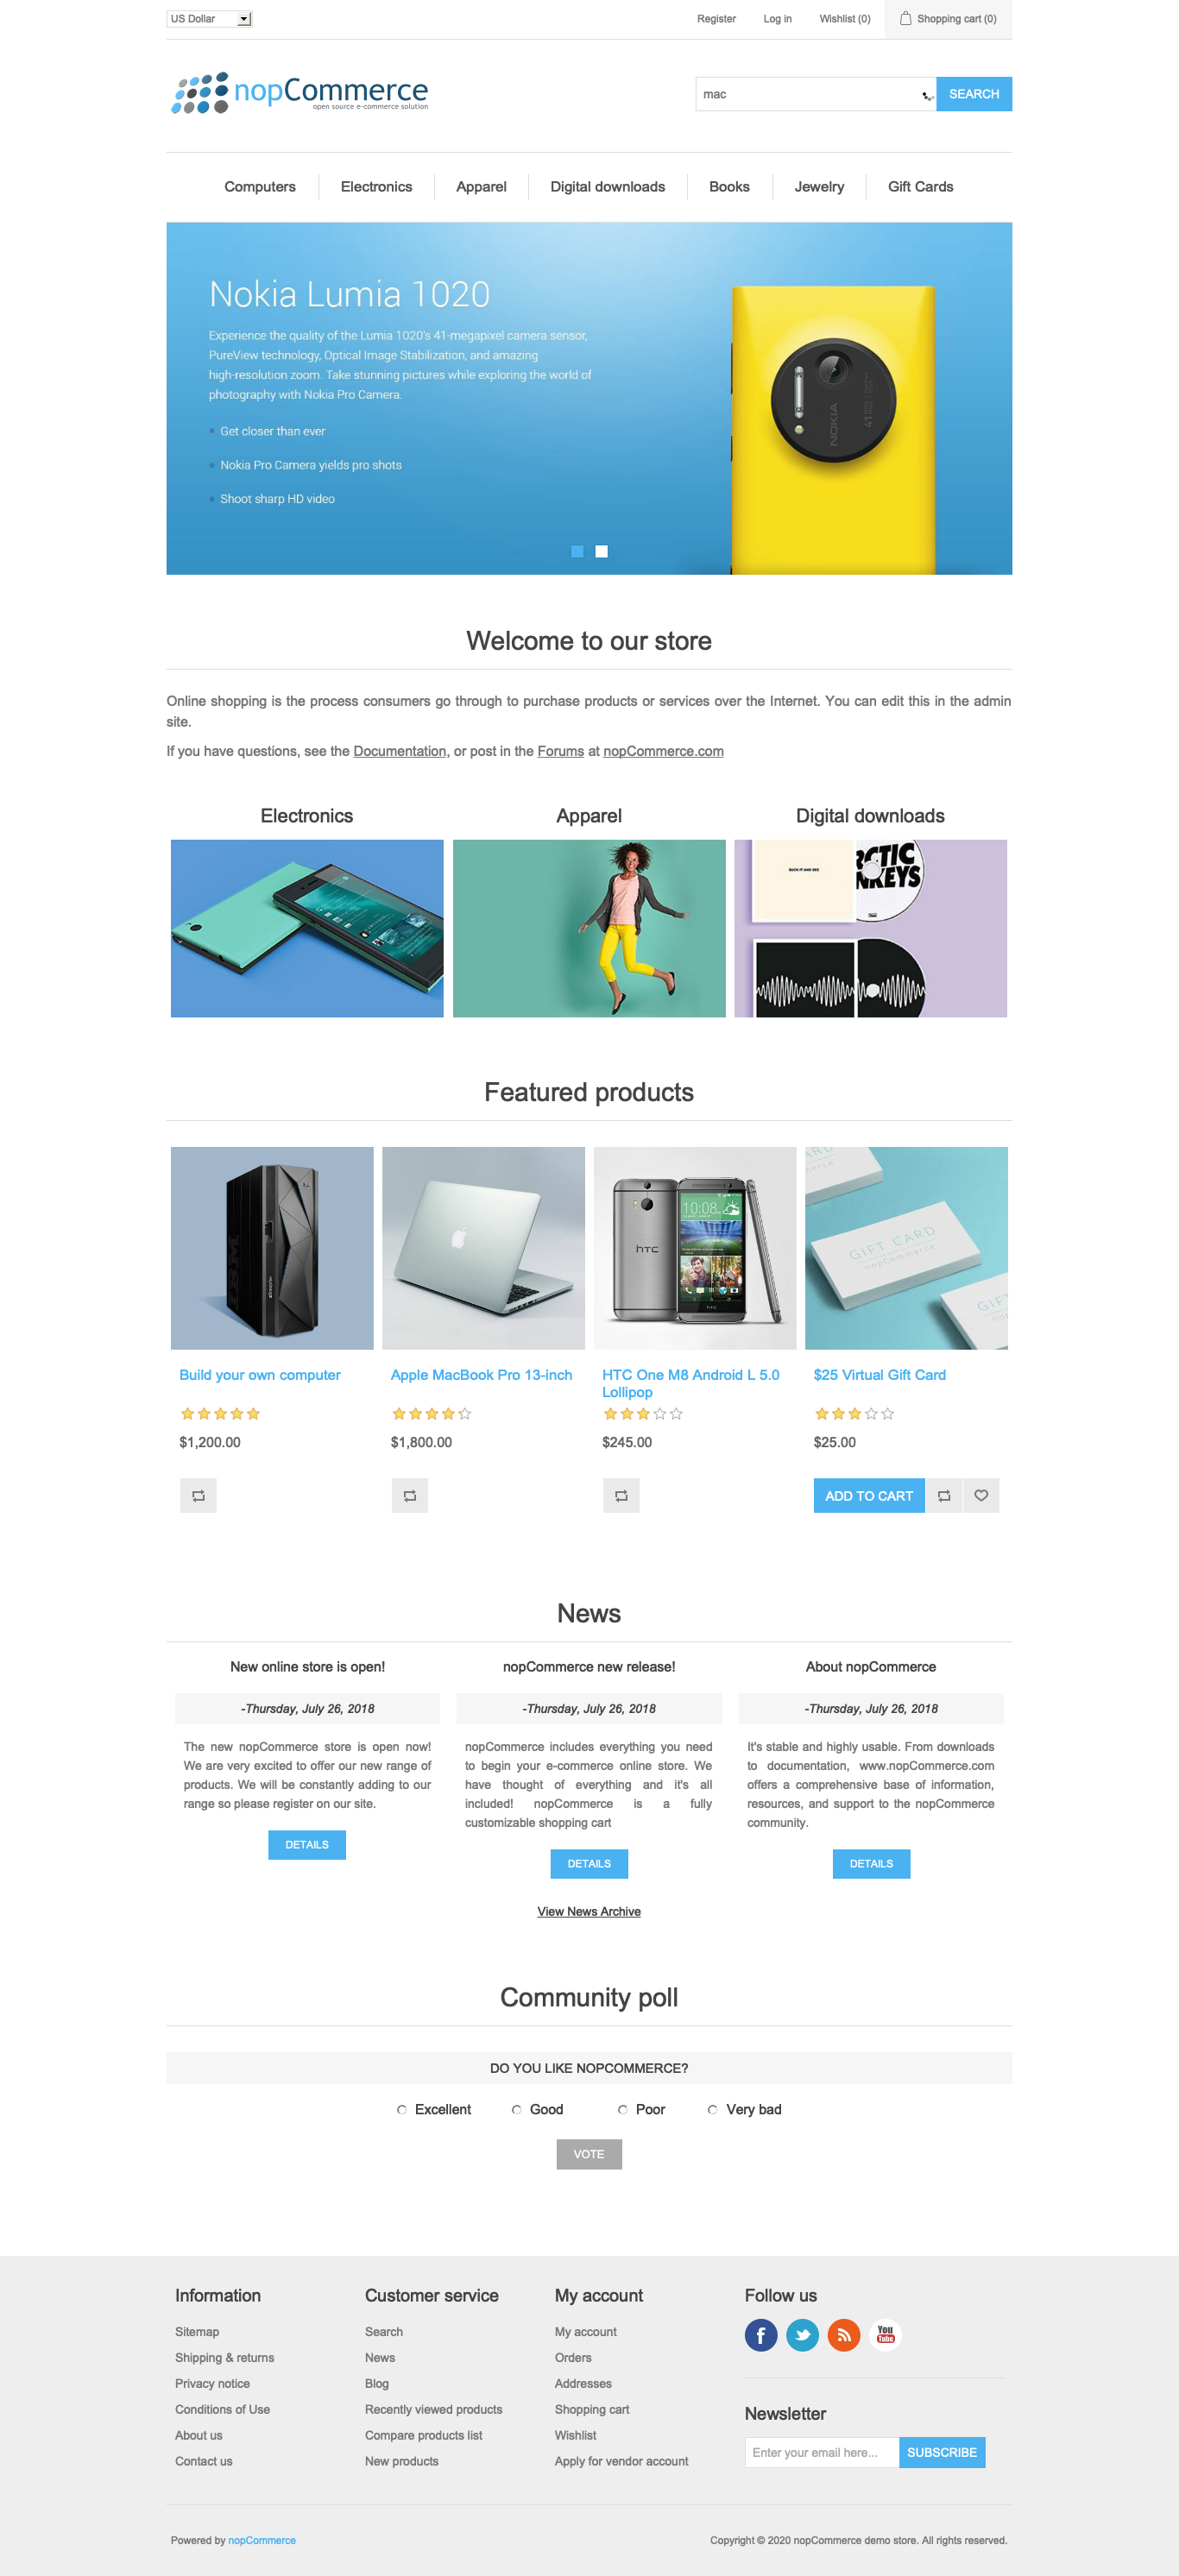 US Dollar
Register
Log in
Wishlist (0)
Shopping cart (0)
nopCommerce
open source e-commerce solution
mac
SEARCH
Computers
Electronics
Apparel
Digital downloads
Books
Jewelry
Gift Cards
Nokia Lumia 1020
Experience the quality of the Lumia 1020's 41-megapixel camera sensor,
PureView technology, Optical Image Stabilization, and amazing
high-resolution zoom. Take stunning pictures while exploring the world of
photography with Nokia Pro Camera.
Get closer than ever
Nokia Pro Camera yields pro shots
Shoot sharp HD video
NOKIA
41
Welcome to our store
Online shopping is the process consumers go through to purchase products or services over the Internet. You can edit this in the admin
site.
If you have questions, see the Documentation, or post in the Forums at nopCommerce.com
Electronics
Apparel
Digital downloads
SUCK IT AND SEE
RCTIC
NKEYS
Featured products
10:08
hTC
GIFT CARD
nopCommerce
GIFT
Build your own computer
$1,200.00
Apple MacBook Pro 13-inch
$1,800.00
HTC One M8 Android L 5.0
Lollipop
$245.00
$25 Virtual Gift Card
$25.00
ADD TO CART
News
New online store is open!
-Thursday, July 26, 2018
The new nopCommerce store is open now!
We are very excited to offer our new range of
products. We will be constantly adding to our
range so please register on our site.
DETAILS
nopCommerce new release!
-Thursday, July 26, 2018
nopCommerce includes everything you need
to begin your e-commerce online store. We
have thought of everything and it's all
included! nopCommerce is a fully
customizable shopping cart
DETAILS
About nopCommerce
-Thursday, July 26, 2018
It's stable and highly usable. From downloads
to documentation, www.nopCommerce.com
offers a comprehensive base of information,
resources, and support to the nopCommerce
community.
DETAILS
View News Archive
Community poll
DO YOU LIKE NOPCOMMERCE?
Excellent
Good
Poor
Very bad
VOTE
Information
Sitemap
Shipping & returns
Privacy notice
Conditions of Use
About us
Contact us
Customer service
Search
News
Blog
Recently viewed products
Compare products list
New products
My account
My account
Orders
Addresses
Shopping cart
Wishlist
Apply for vendor account
Follow us
You
Tube
Newsletter
Enter your email here...
SUBSCRIBE
Powered by nopCommerce
Copyright © 2020 nopCommerce demo store. All rights reserved.